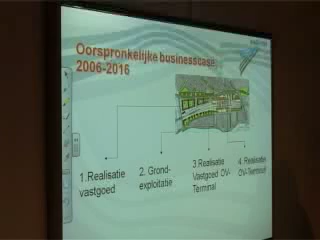 Oorspronkelijke businesscase
2006-2016
1.Realisatie
vastgoed
2. Grond-
exploitatie
3.Realisatie
Vastgoed OV-
Terminal
4. Realisatie
OV-Terminal